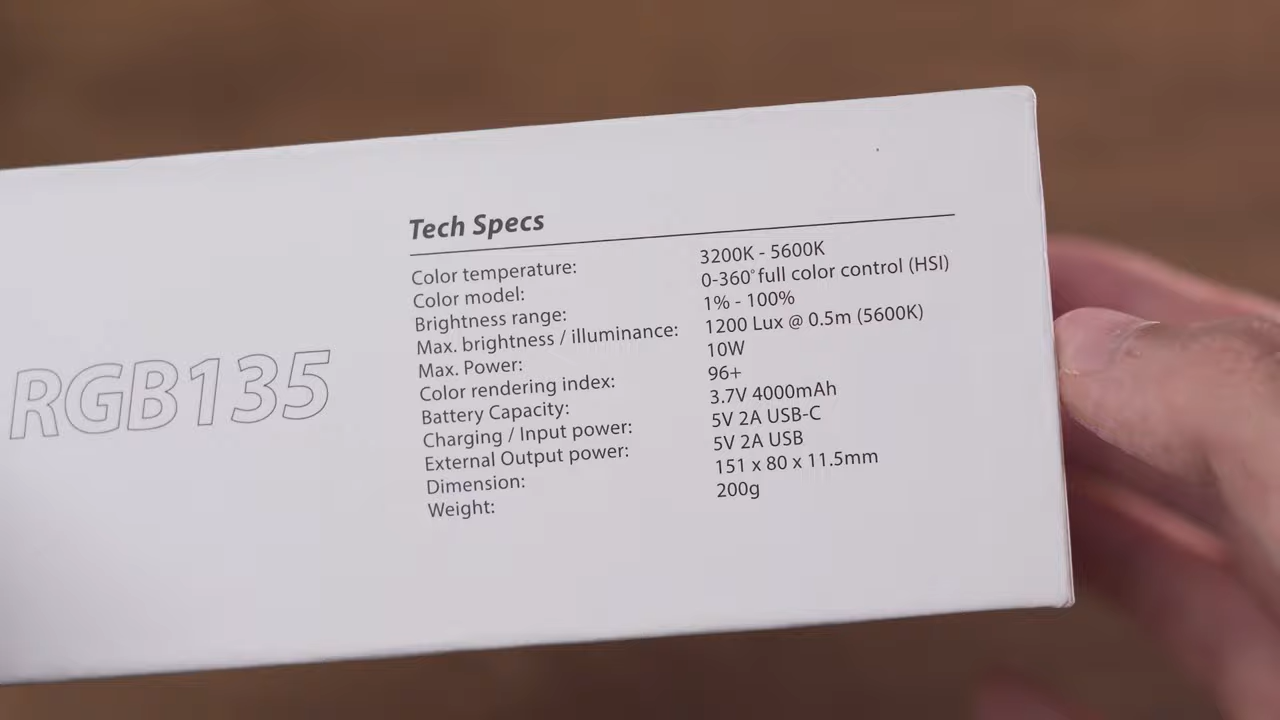 RGB135
Tech Specs
Color temperature: 3200K - 5600K
Color model: 0-360° full color control (HSI)
Brightness range: 1% - 100%
Max. brightness / illuminance: 1200 Lux @ 0.5m (5600K)
Max. Power: 10W
Color rendering index: 96+
Battery Capacity: 3.7V 4000mAh
Charging / Input power: 5V 2A USB-C
External Output power: 5V 2A USB
Dimension: 151 x 80 x 11.5mm
Weight: 200g